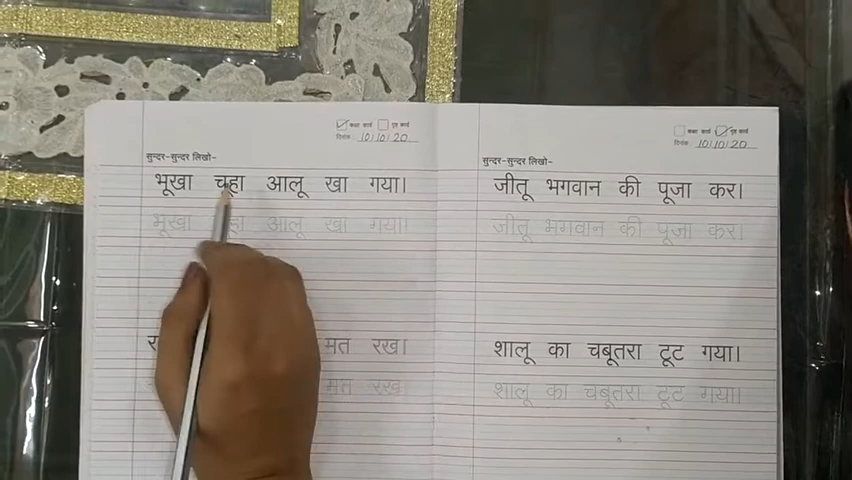 कक्षा कार्य गृह कार्य
दिनांक 10/10/20
सुन्दर-सुन्दर लिखो-
भूखा चूहा आलू खा गया।
भूखा चूहा आलू खा गया।
मत रख।
मत रख
कक्षा कार्य गृह कार्य
दिनांक 10/10/20
सुन्दर-सुन्दर लिखो-
जीतू भगवान की पूजा कर।
जीतू भगवान की पूजा कर।
शालू का चबूतरा टूट गया।
शालू का चबूतरा टूट गया।